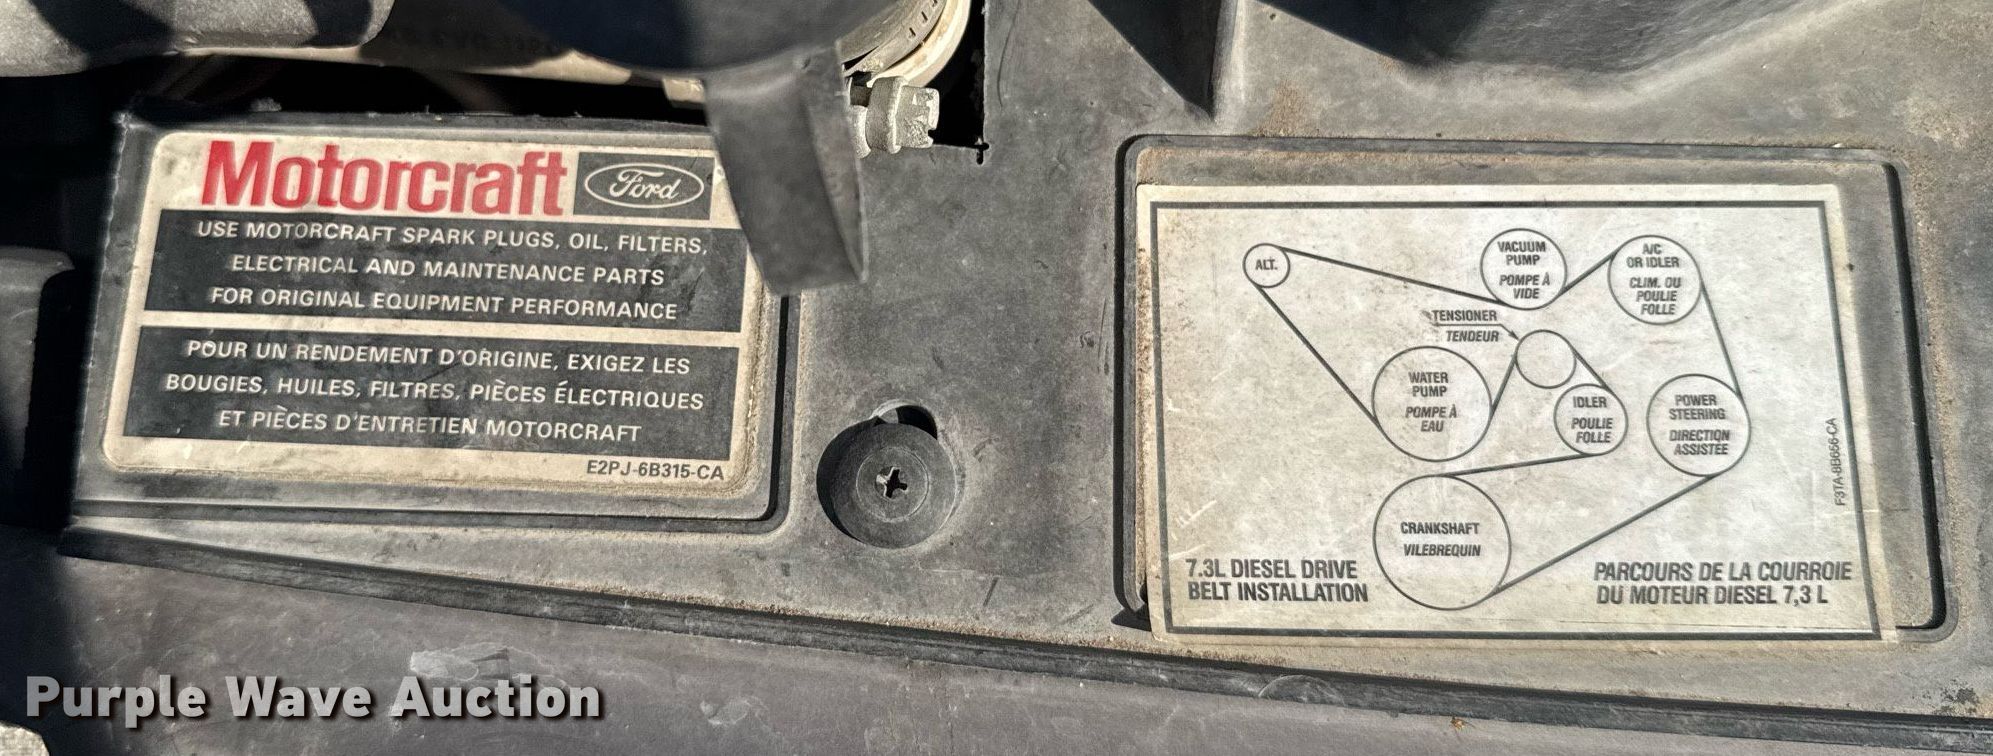 Motorcraft Ford
USE MOTORCRAFT SPARK PLUGS, OIL, FILTERS,
ELECTRICAL AND MAINTENANCE PARTS
FOR ORIGINAL EQUIPMENT PERFORMANCE
POUR UN RENDEMENT D'ORIGINE, EXIGEZ LES
BOUGIES, HUILES, FILTRES, PIÈCES ÉLECTRIQUES
ET PIÈCES D'ENTRETIEN MOTORCRAFT
E2PJ-6B315-CA
ALT.
VACUUM
PUMP
POMPE À
VIDE
A/C
OR IDLER
CLIM. OU
POULIE
FOLLE
TENSIONER
TENDEUR
WATER
PUMP
POMPE À
EAU
IDLER
POULIE
FOLLE
POWER
STEERING
DIRECTION
ASSISTÉE
CRANKSHAFT
VILEBREQUIN
7.3L DIESEL DRIVE
BELT INSTALLATION
PARCOURS DE LA COURROIE
DU MOTEUR DIESEL 7,3 L
F3TA-8B656-CA
Purple Wave Auction